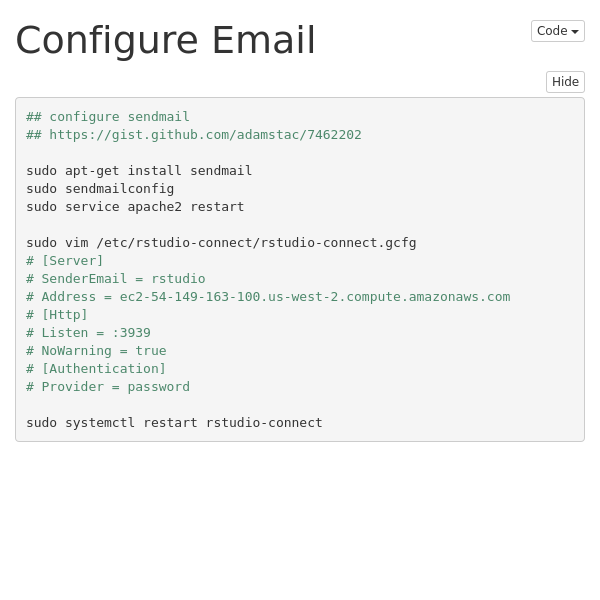 Configure Email
Code
Hide
## configure sendmail
## https://gist.github.com/adamstac/7462202
sudo apt-get install sendmail
sudo sendmailconfig
sudo service apache2 restart
sudo vim /etc/rstudio-connect/rstudio-connect.gcfg
# [Server]
# SenderEmail = rstudio
# Address = ec2-54-149-163-100.us-west-2.compute.amazonaws.com
# [Http]
# Listen = :3939
# NoWarning = true
# [Authentication]
# Provider = password
sudo systemctl restart rstudio-connect